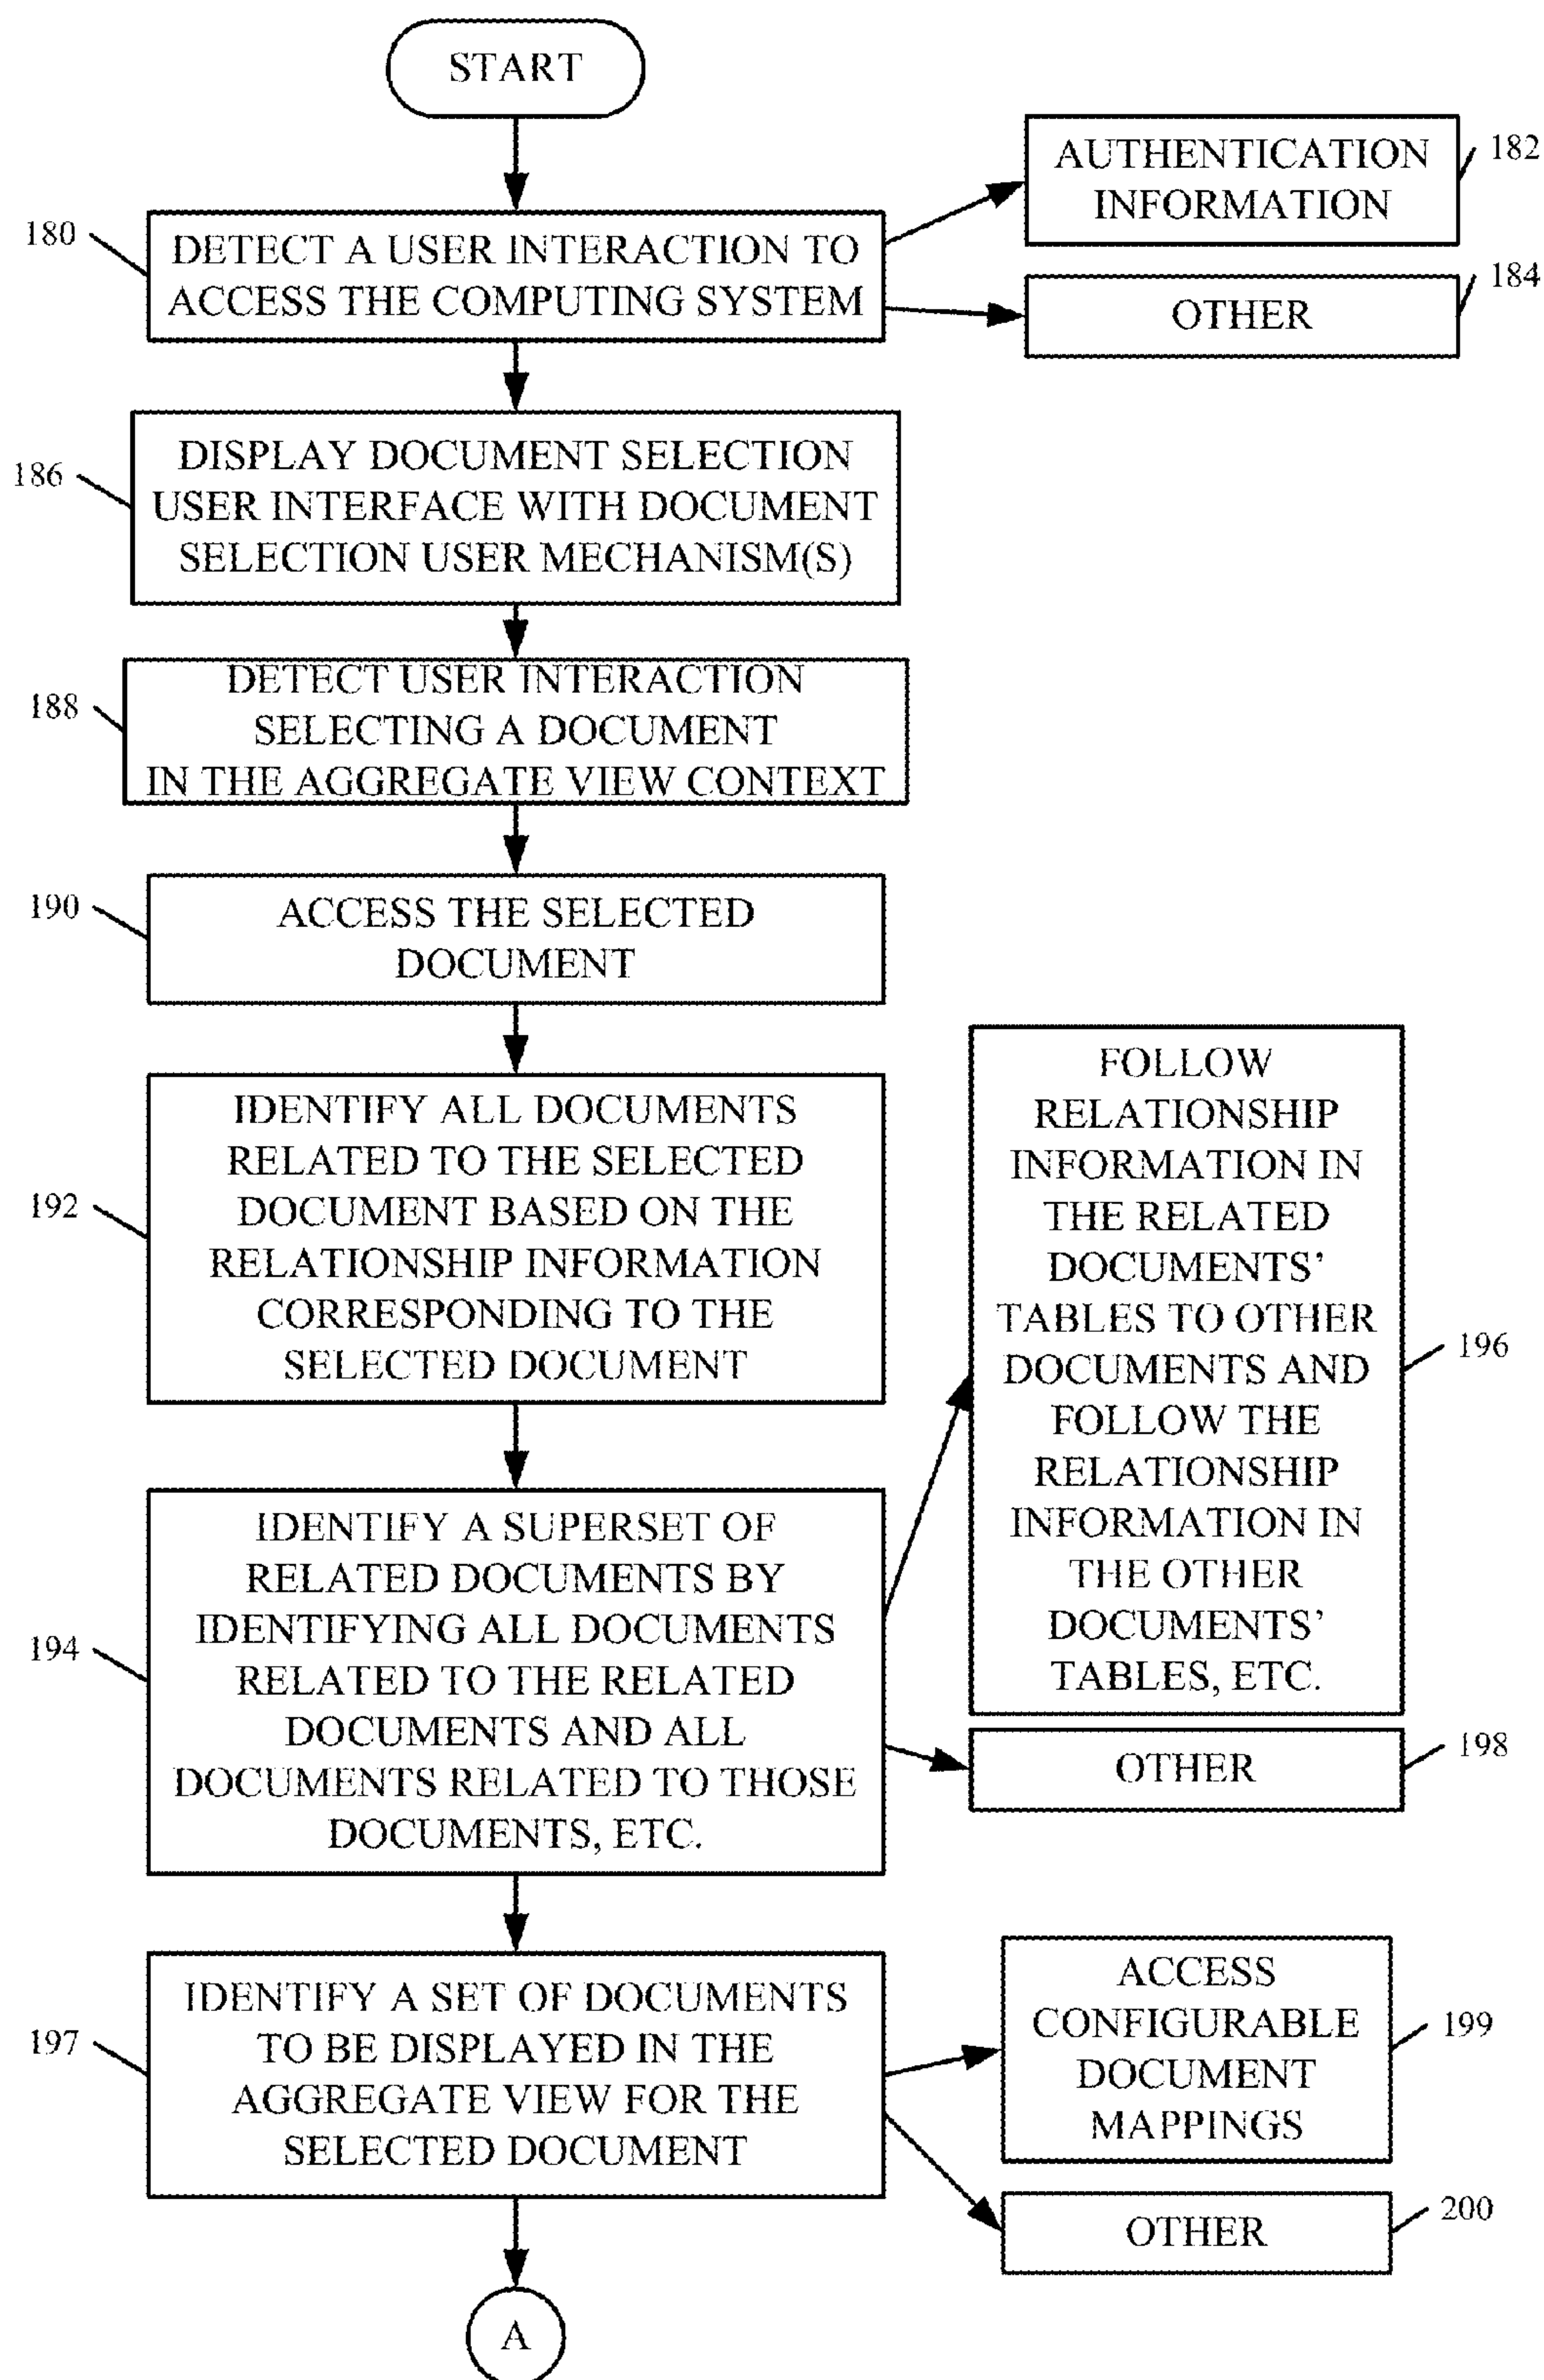 START
180
DETECT A USER INTERACTION TO
ACCESS THE COMPUTING SYSTEM
AUTHENTICATION
INFORMATION
182
OTHER
184
186
DISPLAY DOCUMENT SELECTION
USER INTERFACE WITH DOCUMENT
SELECTION USER MECHANISM(S)
188
DETECT USER INTERACTION
SELECTING A DOCUMENT
IN THE AGGREGATE VIEW CONTEXT
190
ACCESS THE SELECTED
DOCUMENT
192
IDENTIFY ALL DOCUMENTS
RELATED TO THE SELECTED
DOCUMENT BASED ON THE
RELATIONSHIP INFORMATION
CORRESPONDING TO THE
SELECTED DOCUMENT
194
IDENTIFY A SUPERSET OF
RELATED DOCUMENTS BY
IDENTIFYING ALL DOCUMENTS
RELATED TO THE RELATED
DOCUMENTS AND ALL
DOCUMENTS RELATED TO THOSE
DOCUMENTS, ETC.
FOLLOW
RELATIONSHIP
INFORMATION IN
THE RELATED
DOCUMENTS'
TABLES TO OTHER
DOCUMENTS AND
FOLLOW THE
RELATIONSHIP
INFORMATION IN
THE OTHER
DOCUMENTS'
TABLES, ETC.
196
OTHER
198
197
IDENTIFY A SET OF DOCUMENTS
TO BE DISPLAYED IN THE
AGGREGATE VIEW FOR THE
SELECTED DOCUMENT
ACCESS
CONFIGURABLE
DOCUMENT
MAPPINGS
199
OTHER
200
A